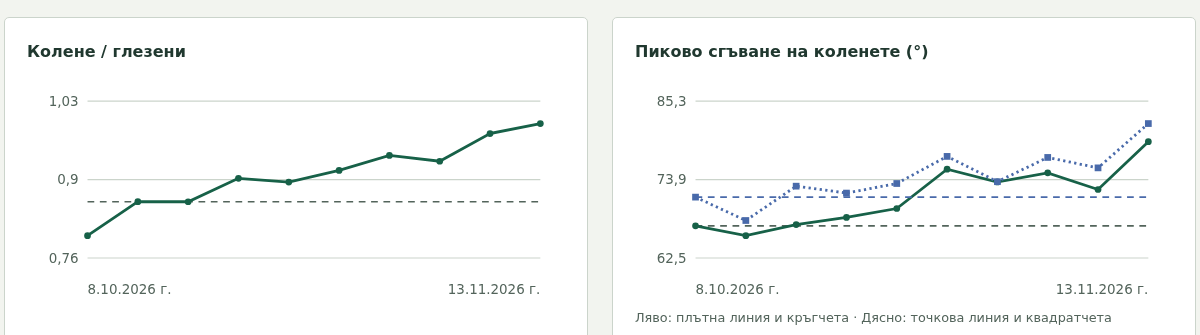 Колене / глезени
1,03
0,9
0,76
8.10.2026 г.
13.11.2026 г.
Пиково сгъване на коленете (°)
85,3
73,9
62,5
8.10.2026 г.
13.11.2026 г.
Ляво: плътна линия и кръгчета · Дясно: точкова линия и квадратчета